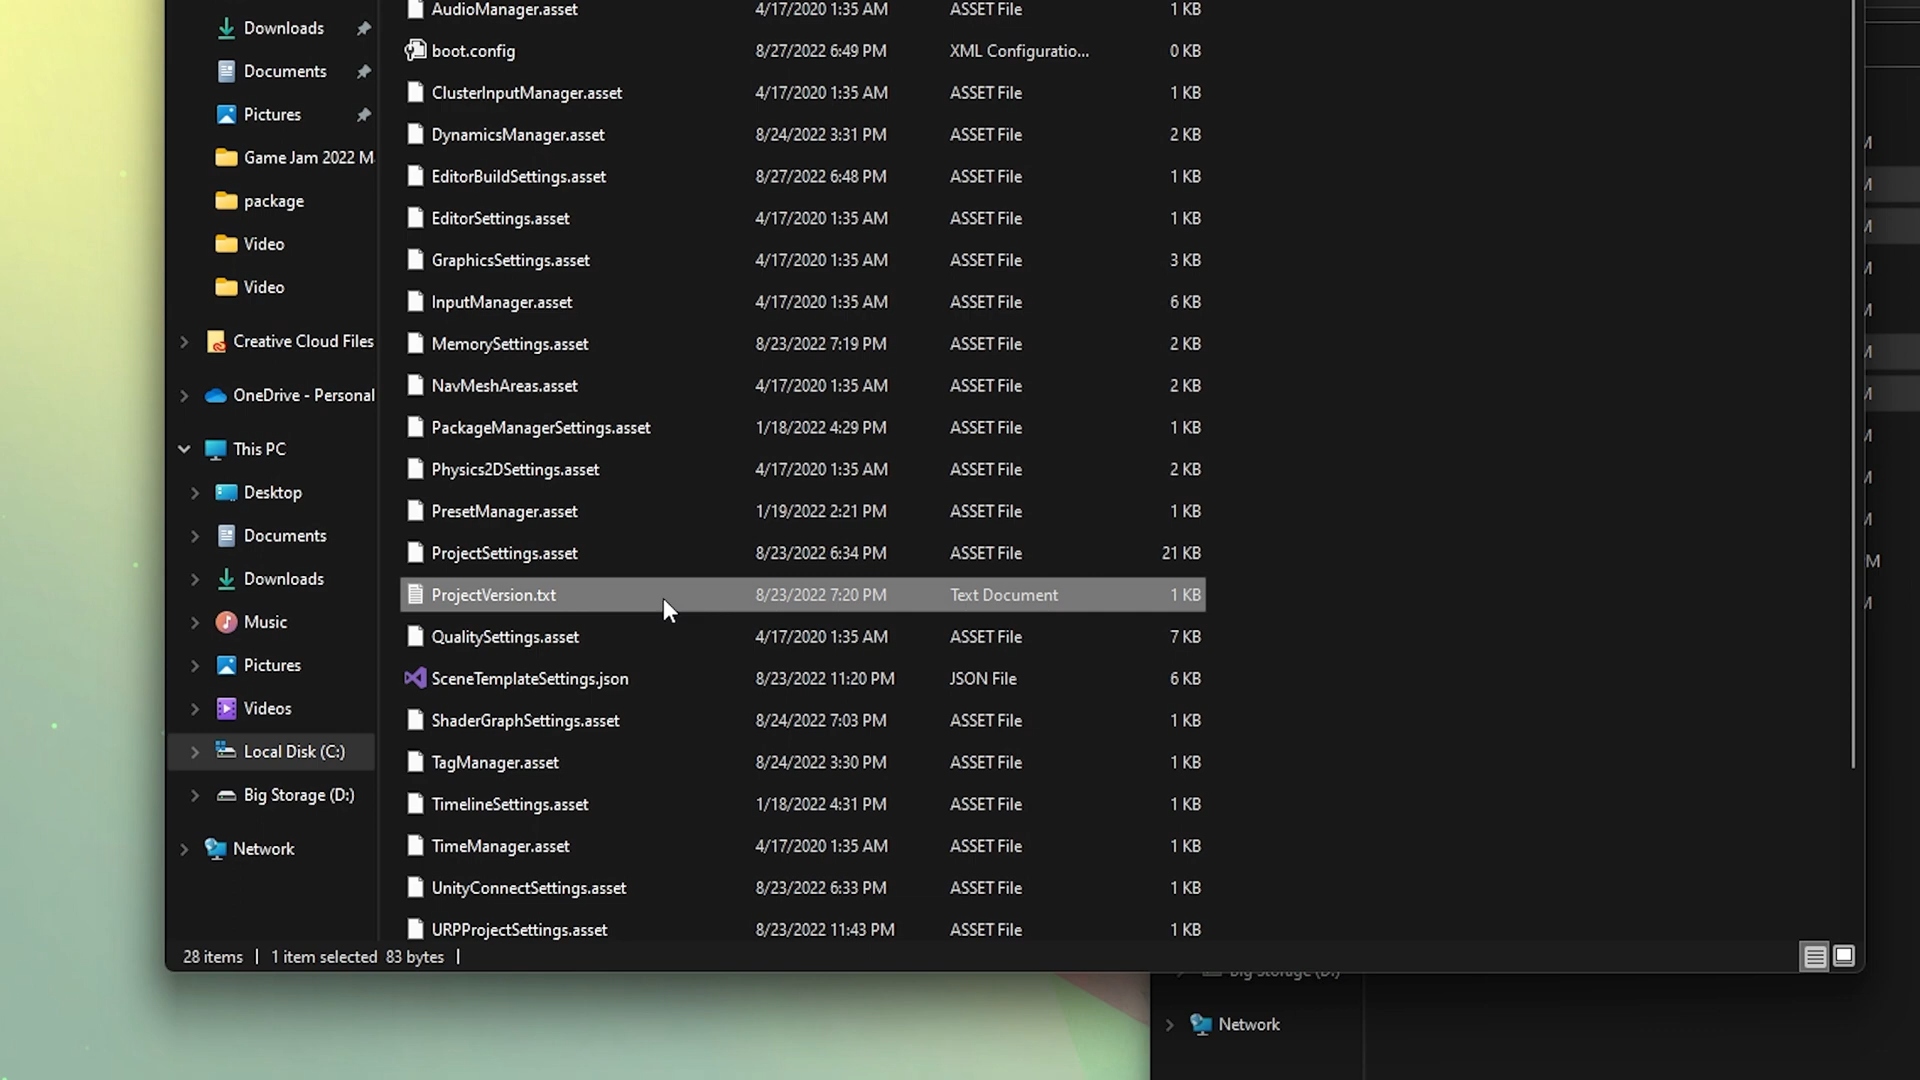 Downloads
Documents
Pictures
Game Jam 2022 M
package
Video
Video
Creative Cloud Files
OneDrive - Personal
This PC
Desktop
Documents
Downloads
Music
Pictures
Videos
Local Disk (C:)
Big Storage (D:)
Network
AudioManager.asset 4/17/2020 1:35 AM ASSET File 1 KB
boot.config 8/27/2022 6:49 PM XML Configuratio... 0 KB
ClusterInputManager.asset 4/17/2020 1:35 AM ASSET File 1 KB
DynamicsManager.asset 8/24/2022 3:31 PM ASSET File 2 KB
EditorBuildSettings.asset 8/27/2022 6:48 PM ASSET File 1 KB
EditorSettings.asset 4/17/2020 1:35 AM ASSET File 1 KB
GraphicsSettings.asset 4/17/2020 1:35 AM ASSET File 3 KB
InputManager.asset 4/17/2020 1:35 AM ASSET File 6 KB
MemorySettings.asset 8/23/2022 7:19 PM ASSET File 2 KB
NavMeshAreas.asset 4/17/2020 1:35 AM ASSET File 2 KB
PackageManagerSettings.asset 1/18/2022 4:29 PM ASSET File 1 KB
Physics2DSettings.asset 4/17/2020 1:35 AM ASSET File 2 KB
PresetManager.asset 1/19/2022 2:21 PM ASSET File 1 KB
ProjectSettings.asset 8/23/2022 6:34 PM ASSET File 21 KB
ProjectVersion.txt 8/23/2022 7:20 PM Text Document 1 KB
QualitySettings.asset 4/17/2020 1:35 AM ASSET File 7 KB
SceneTemplateSettings.json 8/23/2022 11:20 PM JSON File 6 KB
ShaderGraphSettings.asset 8/24/2022 7:03 PM ASSET File 1 KB
TagManager.asset 8/24/2022 3:30 PM ASSET File 1 KB
TimelineSettings.asset 1/18/2022 4:31 PM ASSET File 1 KB
TimeManager.asset 4/17/2020 1:35 AM ASSET File 1 KB
UnityConnectSettings.asset 8/23/2022 6:33 PM ASSET File 1 KB
URPProjectSettings.asset 8/23/2022 11:43 PM ASSET File 1 KB
28 items | 1 item selected 83 bytes |
Big Storage (D:)
Network